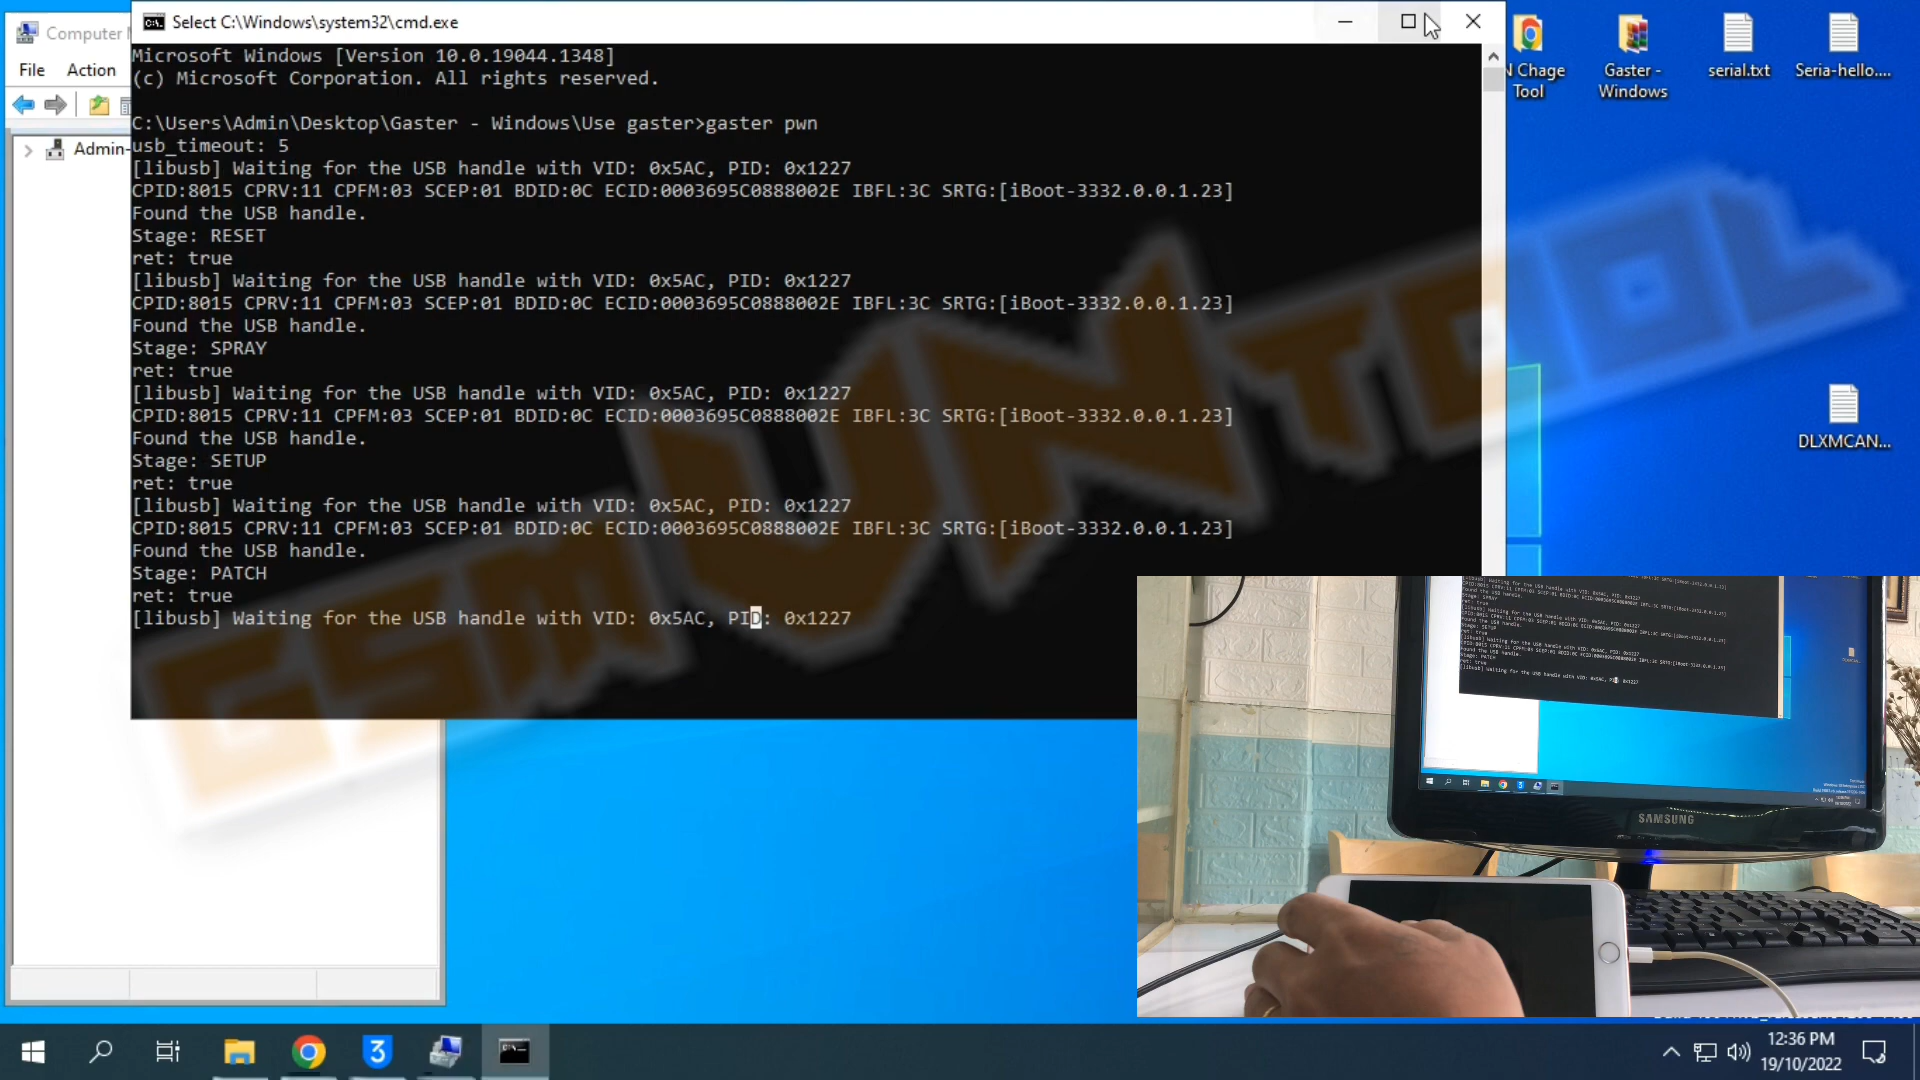 Select C:\Windows\system32\cmd.exe
Computer M
File Action
Admin-
Microsoft Windows [Version 10.0.19044.1348]
(c) Microsoft Corporation. All rights reserved.
C:\Users\Admin\Desktop\Gaster - Windows\Use gaster>gaster pwn
usb_timeout: 5
[libusb] Waiting for the USB handle with VID: 0x5AC, PID: 0x1227
CPID:8015 CPRV:11 CPFM:03 SCEP:01 BDID:0C ECID:0003695C0888002E IBFL:3C SRTG:[iBoot-3332.0.0.1.23]
Found the USB handle.
Stage: RESET
ret: true
[libusb] Waiting for the USB handle with VID: 0x5AC, PID: 0x1227
CPID:8015 CPRV:11 CPFM:03 SCEP:01 BDID:0C ECID:0003695C0888002E IBFL:3C SRTG:[iBoot-3332.0.0.1.23]
Found the USB handle.
Stage: SPRAY
ret: true
[libusb] Waiting for the USB handle with VID: 0x5AC, PID: 0x1227
CPID:8015 CPRV:11 CPFM:03 SCEP:01 BDID:0C ECID:0003695C0888002E IBFL:3C SRTG:[iBoot-3332.0.0.1.23]
Found the USB handle.
Stage: SETUP
ret: true
[libusb] Waiting for the USB handle with VID: 0x5AC, PID: 0x1227
CPID:8015 CPRV:11 CPFM:03 SCEP:01 BDID:0C ECID:0003695C0888002E IBFL:3C SRTG:[iBoot-3332.0.0.1.23]
Found the USB handle.
Stage: PATCH
ret: true
[libusb] Waiting for the USB handle with VID: 0x5AC, PID: 0x1227
N Chage
Tool
Gaster -
Windows
serial.txt
Seria-hello....
DLXMCAN...
SAMSUNG
3
12:36 PM
19/10/2022